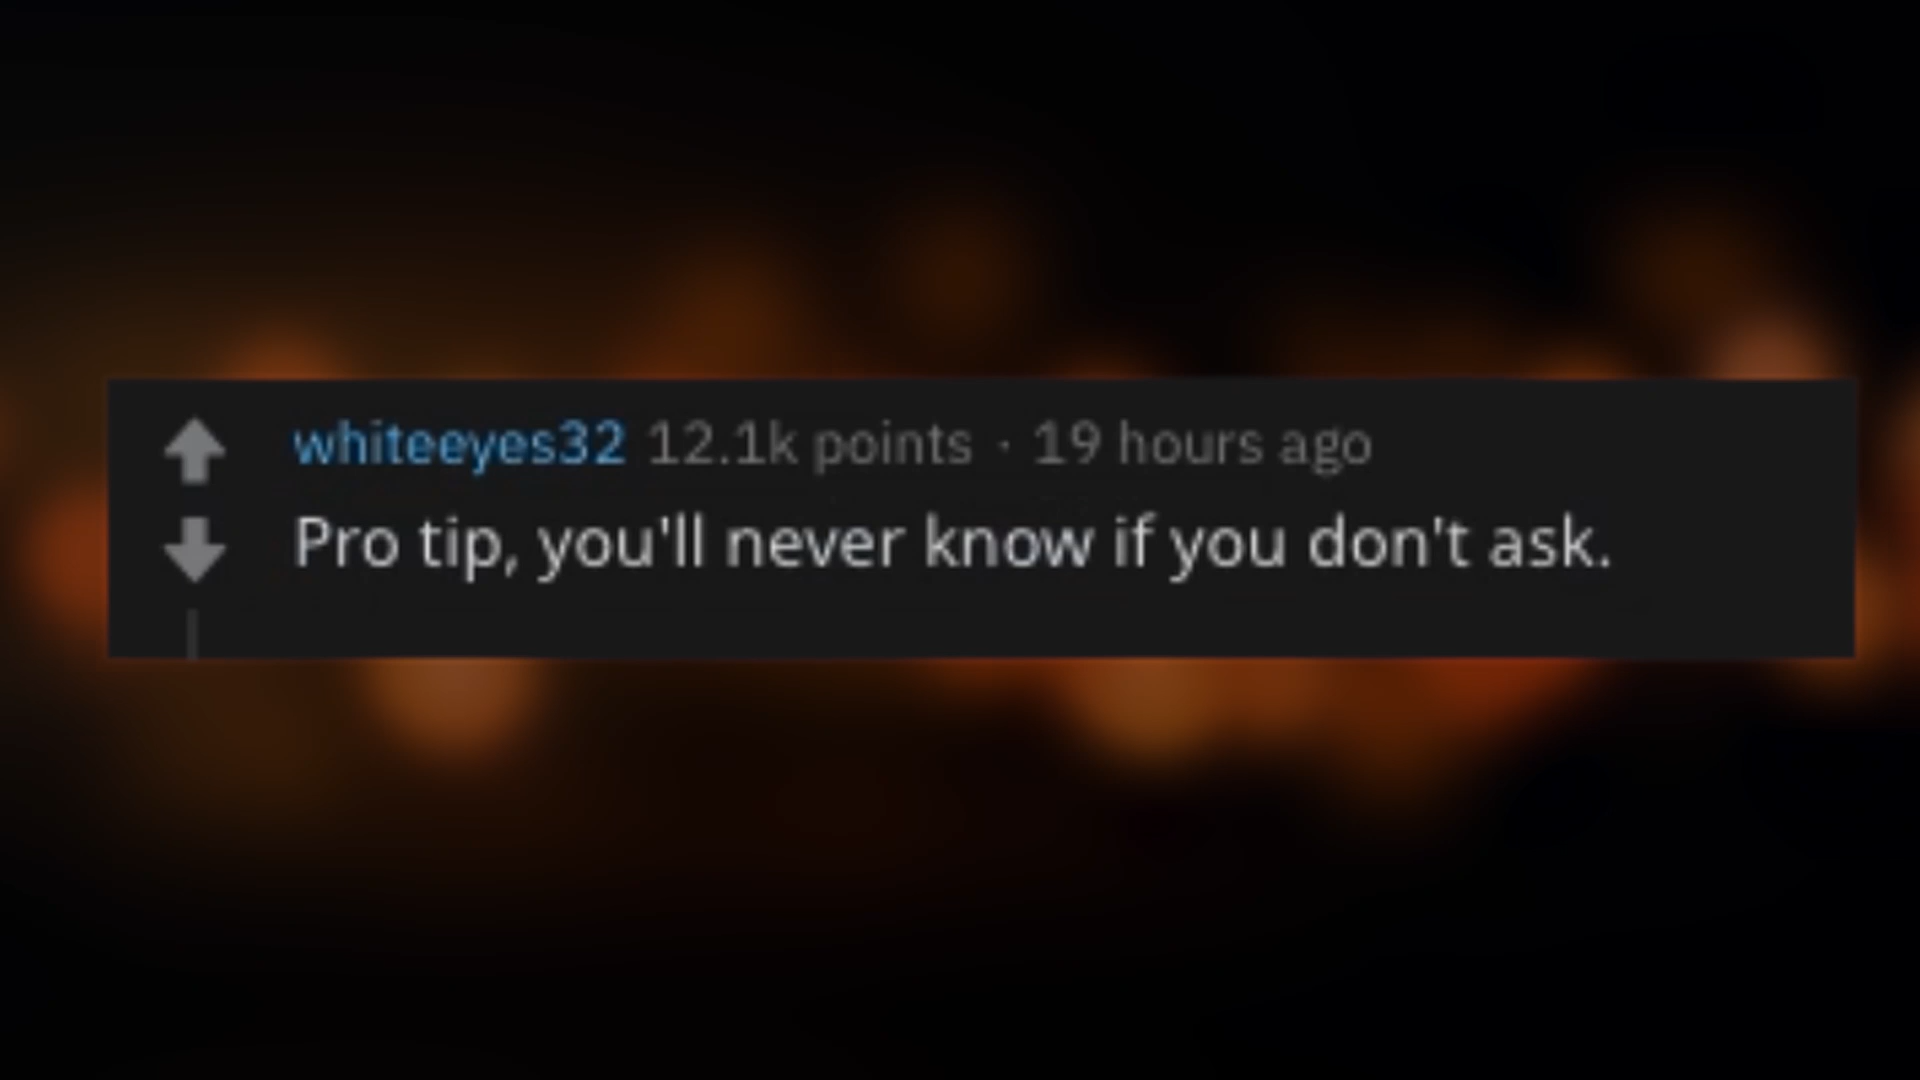 whiteeyes32 12.1k points · 19 hours ago
Pro tip, you'll never know if you don't ask.